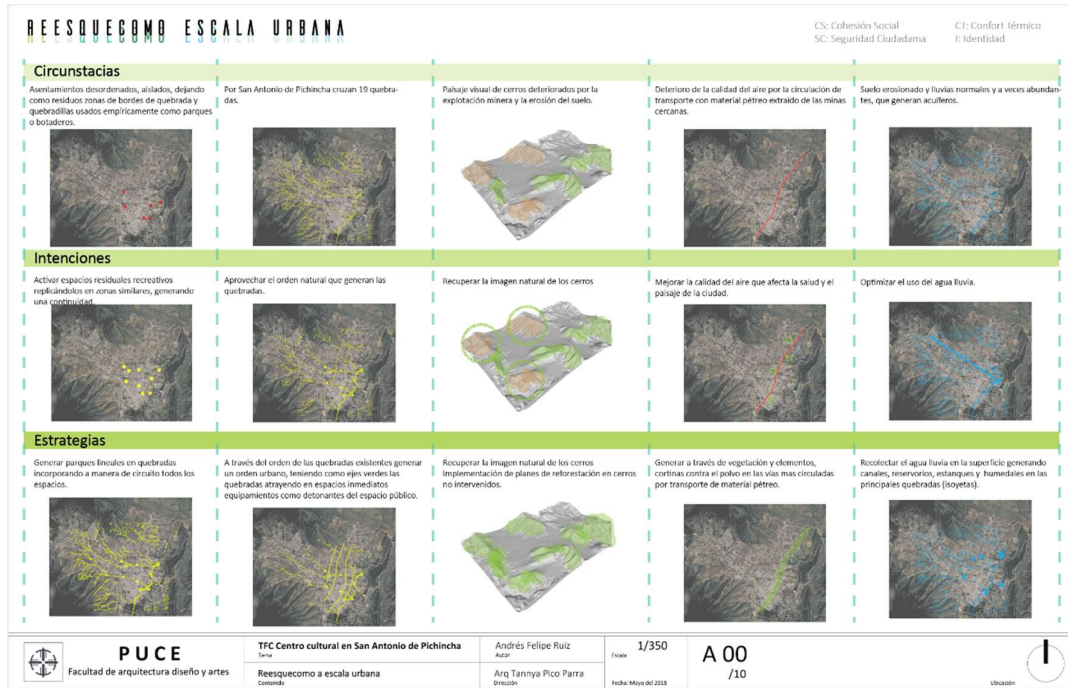 REESQUECOMO ESCALA URBANA
CS: Cohesión Social
CT: Confort Térmico
SC: Seguridad Ciudadama
I: Identidad
Circunstacias
Asentamientos desordenados, aislados, dejando
como residuos zonas de bordes de quebrada y
quebradillas usados empíricamente como parques
o botaderos.
Por San Antonio de Pichincha cruzan 19 quebra-
das.
Paisaje visual de cerros deteriorados por la
explotación minera y la erosión del suelo.
Deterioro de la calidad del aire por la circulación de
transporte con material pétreo extraído de las minas
cercanas.
Suelo erosionado y lluvias normales y a veces abundan-
tes, que generan acuíferos.
Intenciones
Activar espacios residuales recreativos
replicándolos en zonas similares, generando
una continuidad.
Aprovechar el orden natural que generan las
quebradas.
Recuperar la imagen natural de los cerros
Mejorar la calidad del aire que afecta la salud y el
paisaje de la ciudad.
Optimizar el uso del agua lluvia.
Estrategias
Generar parques lineales en quebradas
incorporando a manera de circuito todos los
espacios.
A través del orden de las quebradas existentes generar
un orden urbano, teniendo como ejes verdes las
quebradas atrayendo en espacios inmediatos
equipamientos como detonantes del espacio público.
Recuperar la imagen natural de los cerros
Implementación de planes de reforestación en cerros
no intervenidos.
Generar a través de vegetación y elementos,
cortinas contra el polvo en las vías mas circuladas
por transporte de material pétreo.
Recolectar el agua lluvia en la superficie generando
canales, reservorios, estanques y humedales en las
principales quebradas (isoyetas).
PUCE
Facultad de arquitectura diseño y artes
TFC Centro cultural en San Antonio de Pichincha
Tema
Reesquecomo a escala urbana
Contenido
Andrés Felipe Ruiz
Autor
Arq Tannya Pico Parra
Dirección
1/350
Escala
Fecha: Mayo del 2018
A 00
/10
Ubicación